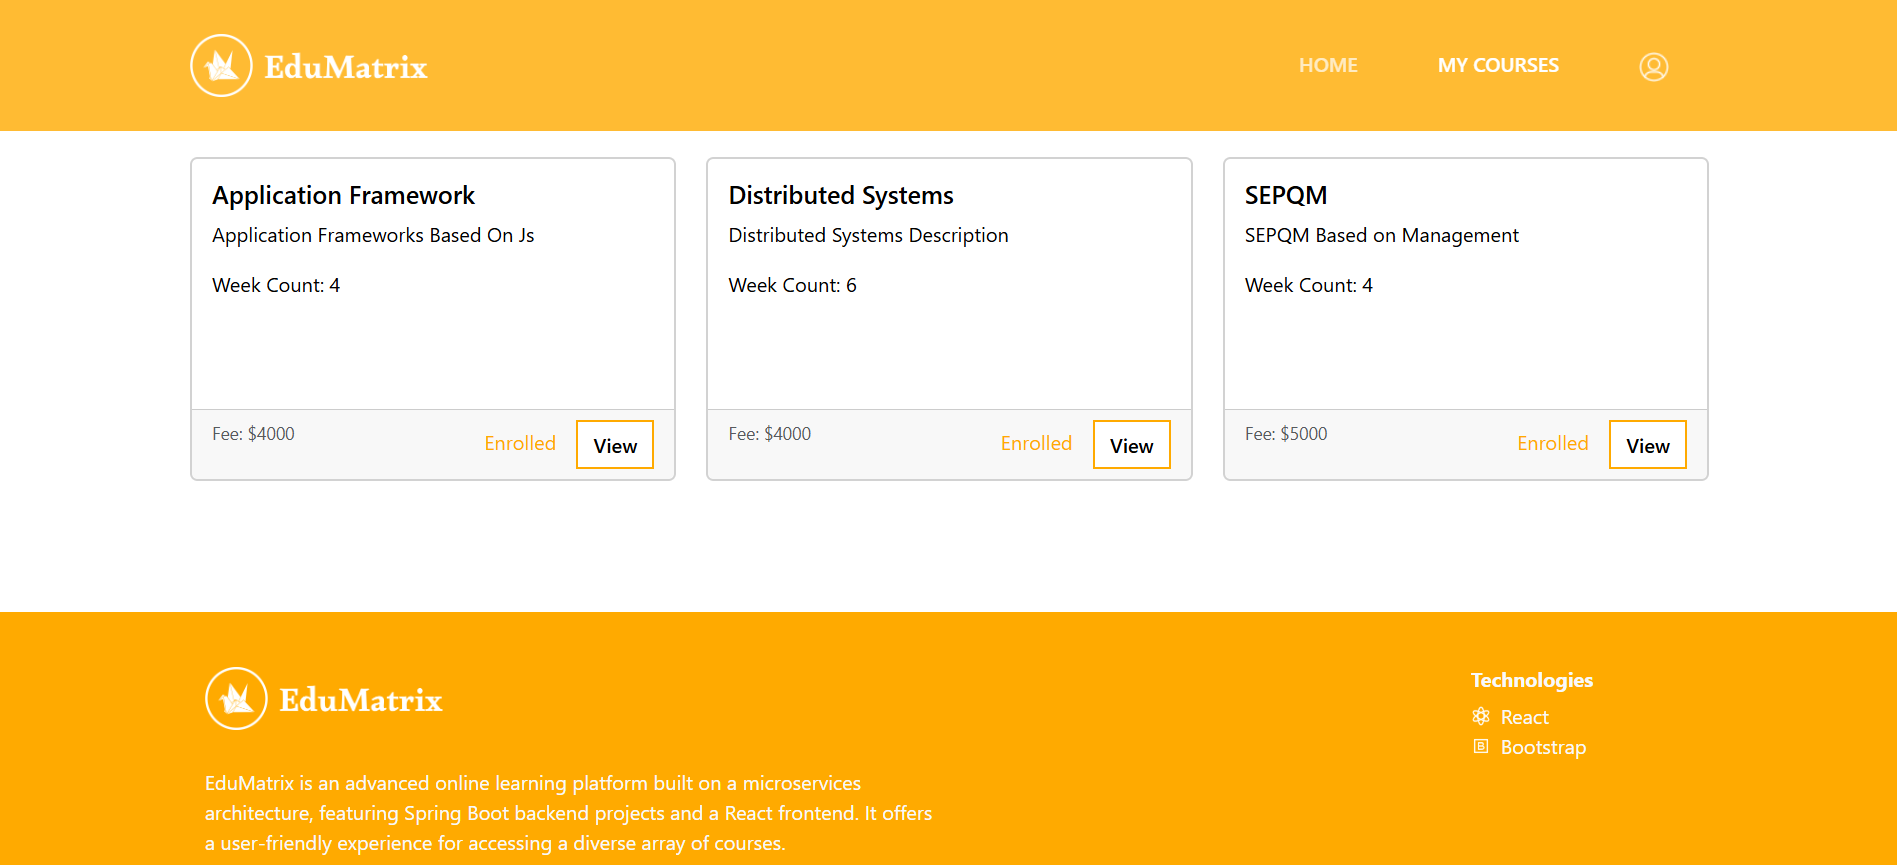 EduMatrix
HOME
MY COURSES
Application Framework
Application Frameworks Based On Js
Week Count: 4
Fee: $4000
Enrolled
View
Distributed Systems
Distributed Systems Description
Week Count: 6
Fee: $4000
Enrolled
View
SEPQM
SEPQM Based on Management
Week Count: 4
Fee: $5000
Enrolled
View
EduMatrix
EduMatrix is an advanced online learning platform built on a microservices
architecture, featuring Spring Boot backend projects and a React frontend. It offers
a user-friendly experience for accessing a diverse array of courses.
Technologies
React
B
Bootstrap